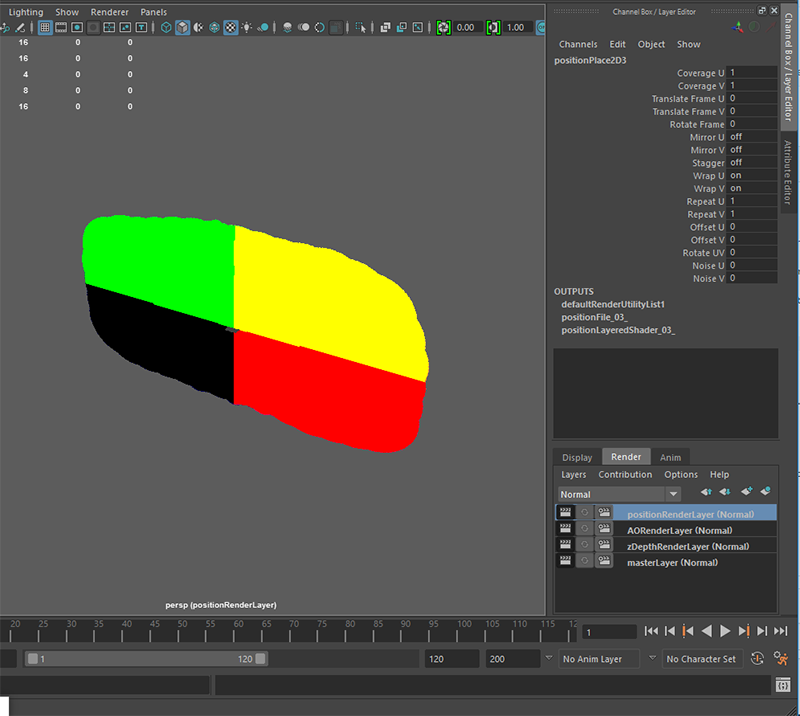 Lighting Show Renderer Panels
0.00 1.00
16 0 0
16 0 0
4 0 0
8 0 0
16 0 0
persp (positionRenderLayer)
Channel Box / Layer Editor
Channels Edit Object Show
positionPlace2D3
Coverage U 1
Coverage V 1
Translate Frame U 0
Translate Frame V 0
Rotate Frame 0
Mirror U off
Mirror V off
Stagger off
Wrap U on
Wrap V on
Repeat U 1
Repeat V 1
Offset U 0
Offset V 0
Rotate UV 0
Noise U 0
Noise V 0
OUTPUTS
defaultRenderUtilityList1
positionFile_03_
positionLayeredShader_03_
Channel Box / Layer Editor
Attribute Editor
Display Render Anim
Layers Contribution Options Help
Normal
positionRenderLayer (Normal)
AORenderLayer (Normal)
zDepthRenderLayer (Normal)
masterLayer (Normal)
20 25 30 35 40 45 50 55 60 65 70 75 80 85 90 95 100 105 110 115 12
1
1 120 120 200 No Anim Layer No Character Set